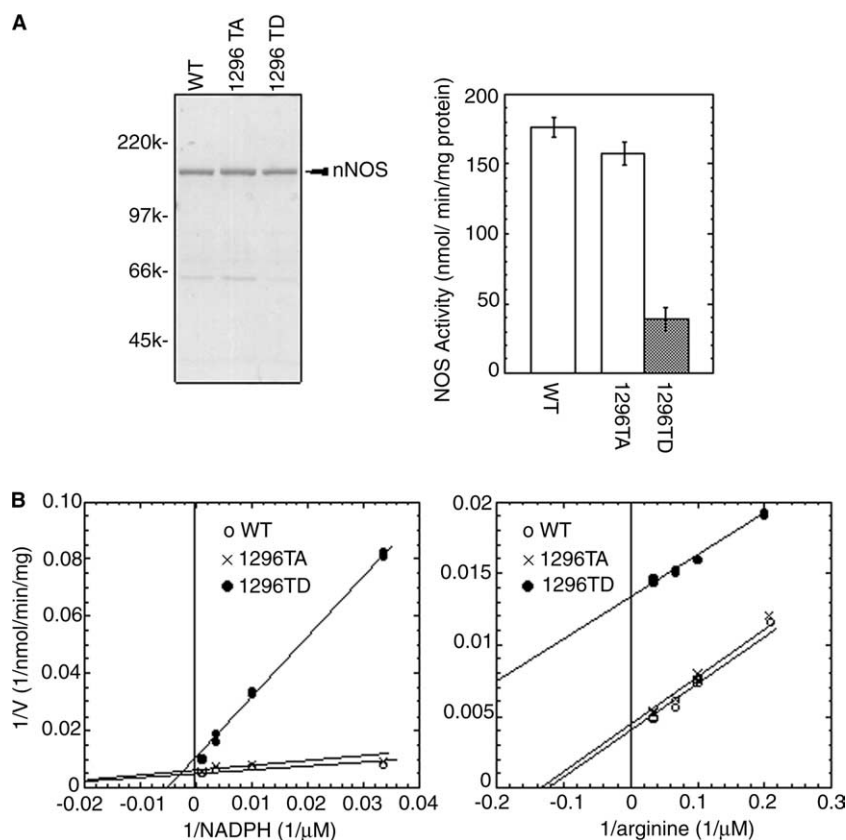 A
WT
1296 TA
1296 TD
220k-
97k-
66k-
45k-
nNOS
NOS Activity (nmol/ min/mg protein)
200
150
100
50
0
WT
1296TA
1296TD
B
1/V (1/nmol/min/mg)
0.10
0.08
0.06
0.04
0.02
0
o WT
× 1296TA
● 1296TD
-0.02
-0.01
0
0.01
0.02
0.03
0.04
1/NADPH (1/μM)
0.02
0.015
0.01
0.005
0
o WT
× 1296TA
● 1296TD
-0.2
-0.1
0
0.1
0.2
0.3
1/arginine (1/μM)